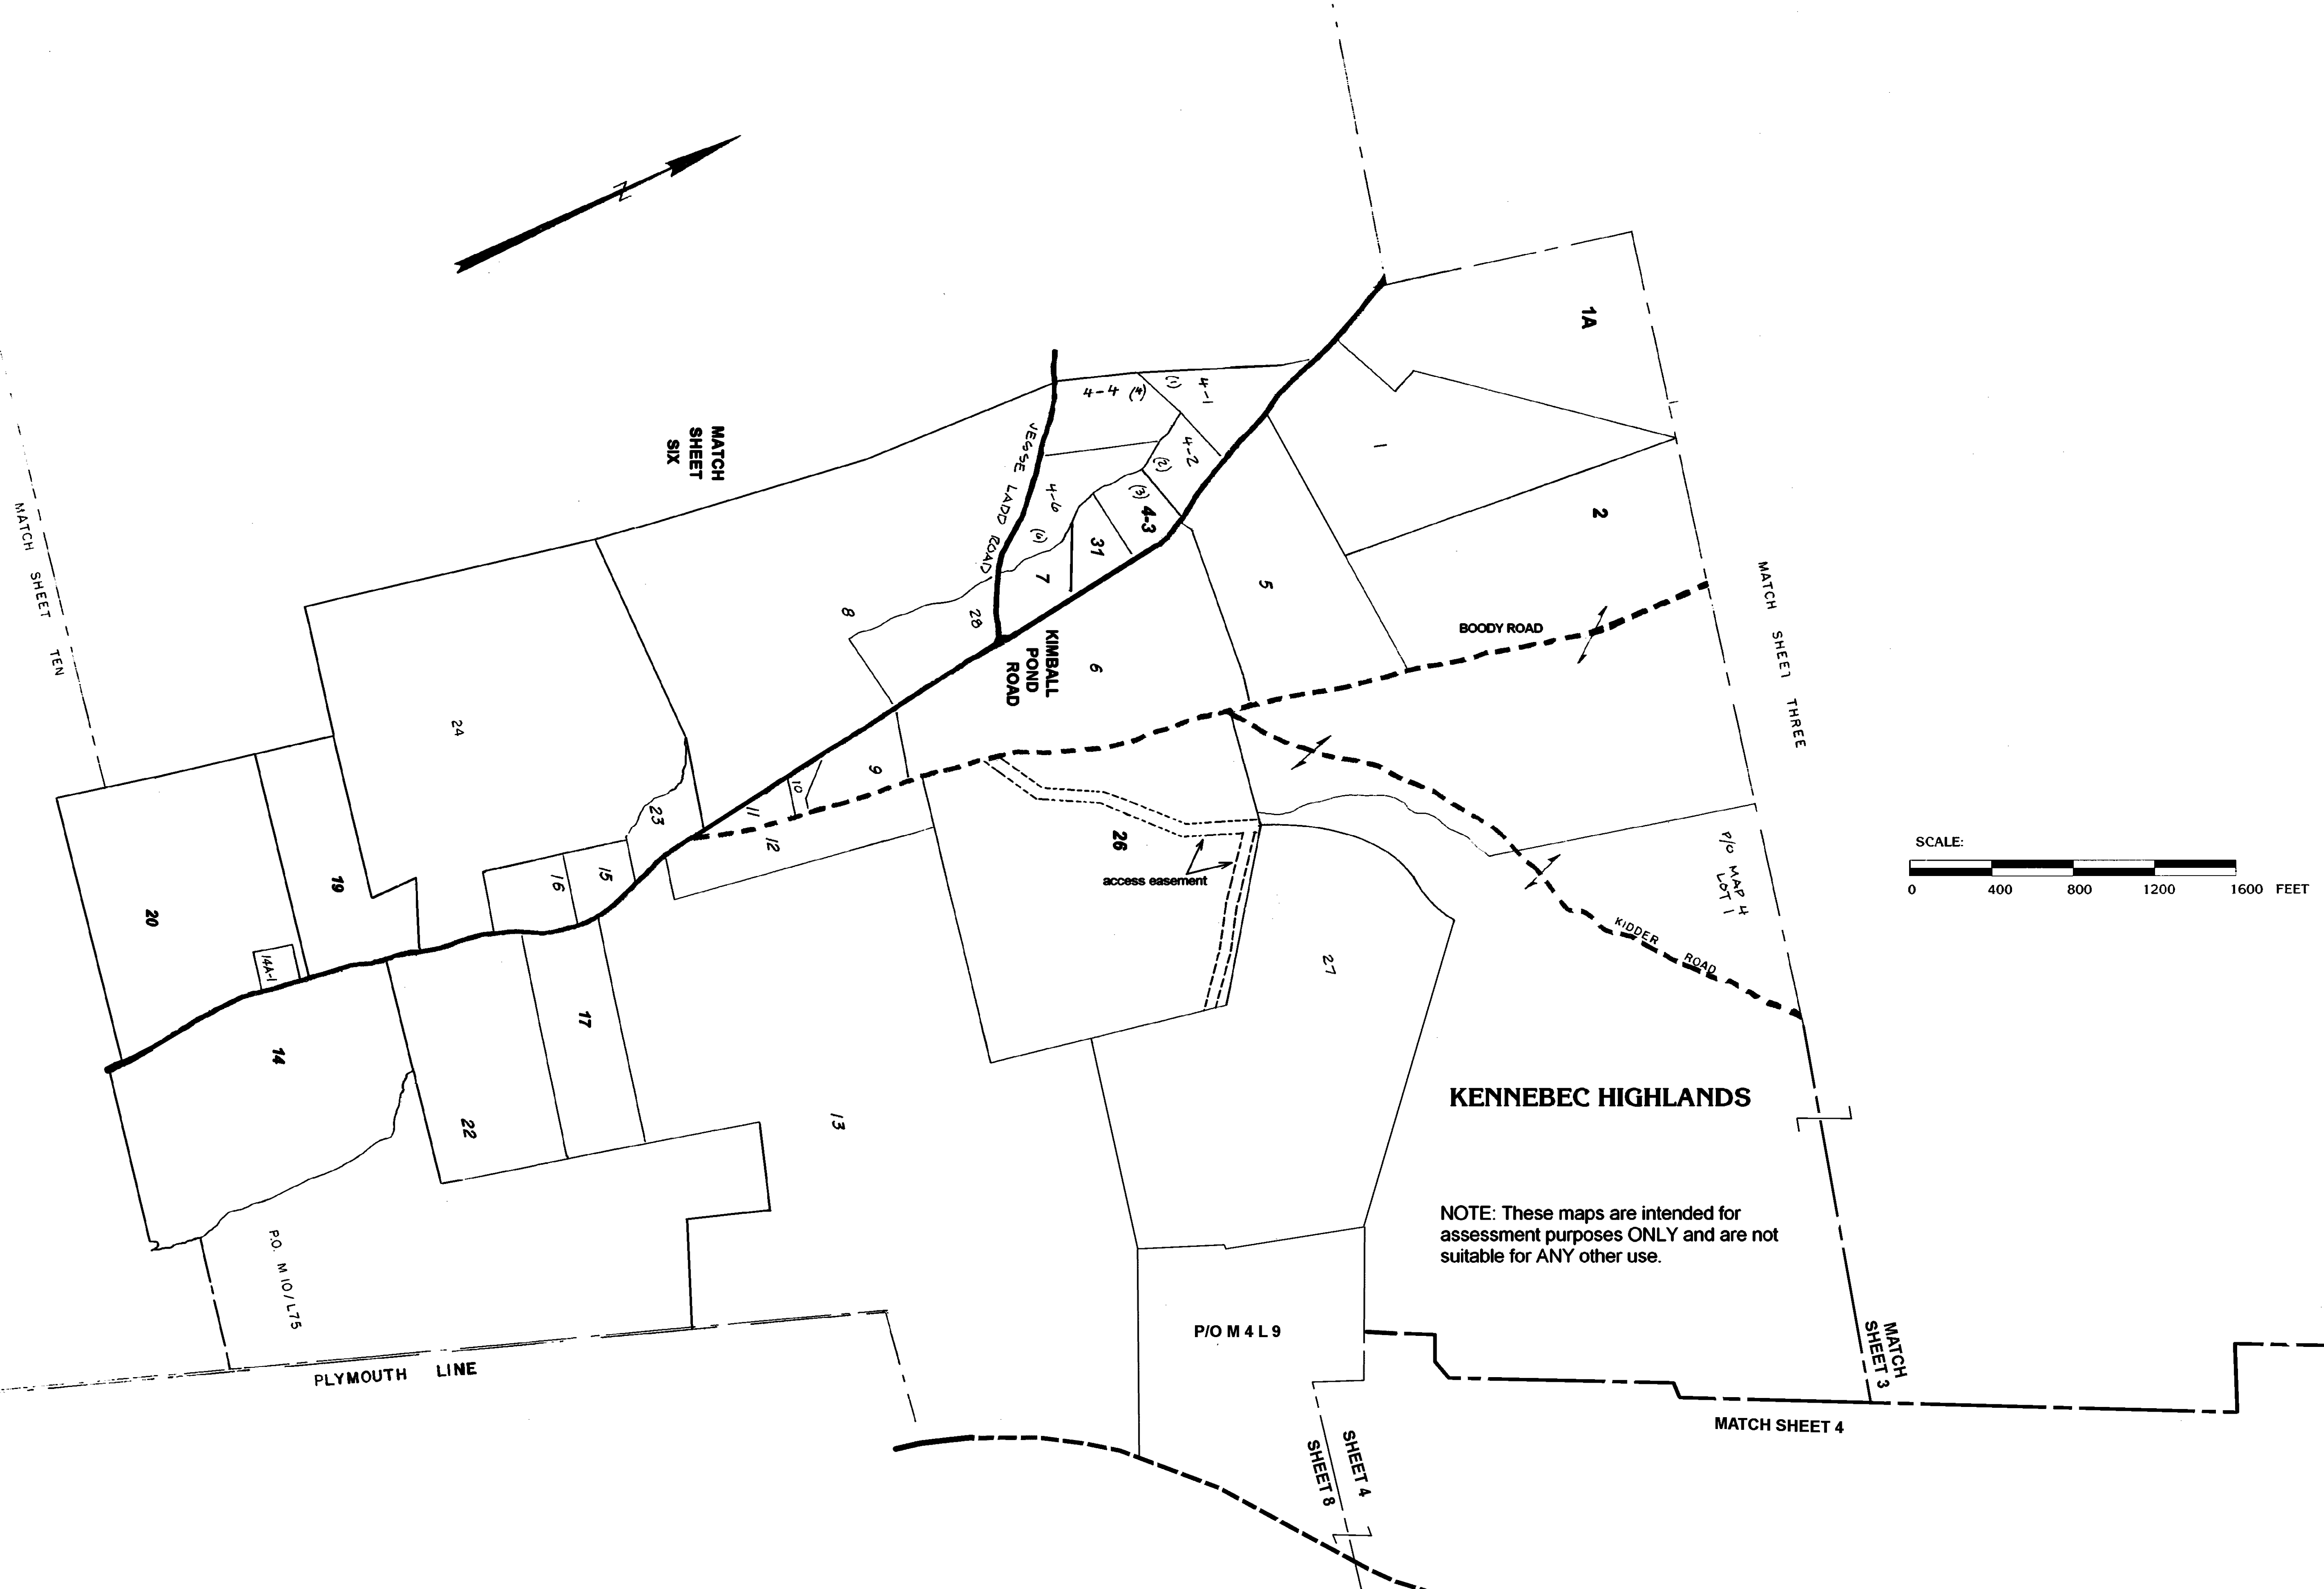 N
1A
1
2
4-1
(1)
4-4 (4)
4-2
(2)
(3)
4-3
4-6
(6)
31
7
5
6
JESSE LADD ROAD
28
8
MATCH
SHEET
SIX
KIMBALL
POND
ROAD
BOODY ROAD
MATCH SHEET THREE
MATCH SHEET TEN
24
9
10
11
12
23
15
16
26
access easement
27
P/O MAP 4
LOT 1
KIDDER ROAD
SCALE:
0 400 800 1200 1600 FEET
20
19
14A-1
14
17
22
13
KENNEBEC HIGHLANDS
NOTE: These maps are intended for
assessment purposes ONLY and are not
suitable for ANY other use.
P.O. M 10/L75
PLYMOUTH LINE
P/O M 4 L 9
MATCH
SHEET 3
MATCH SHEET 4
SHEET 4
SHEET 8